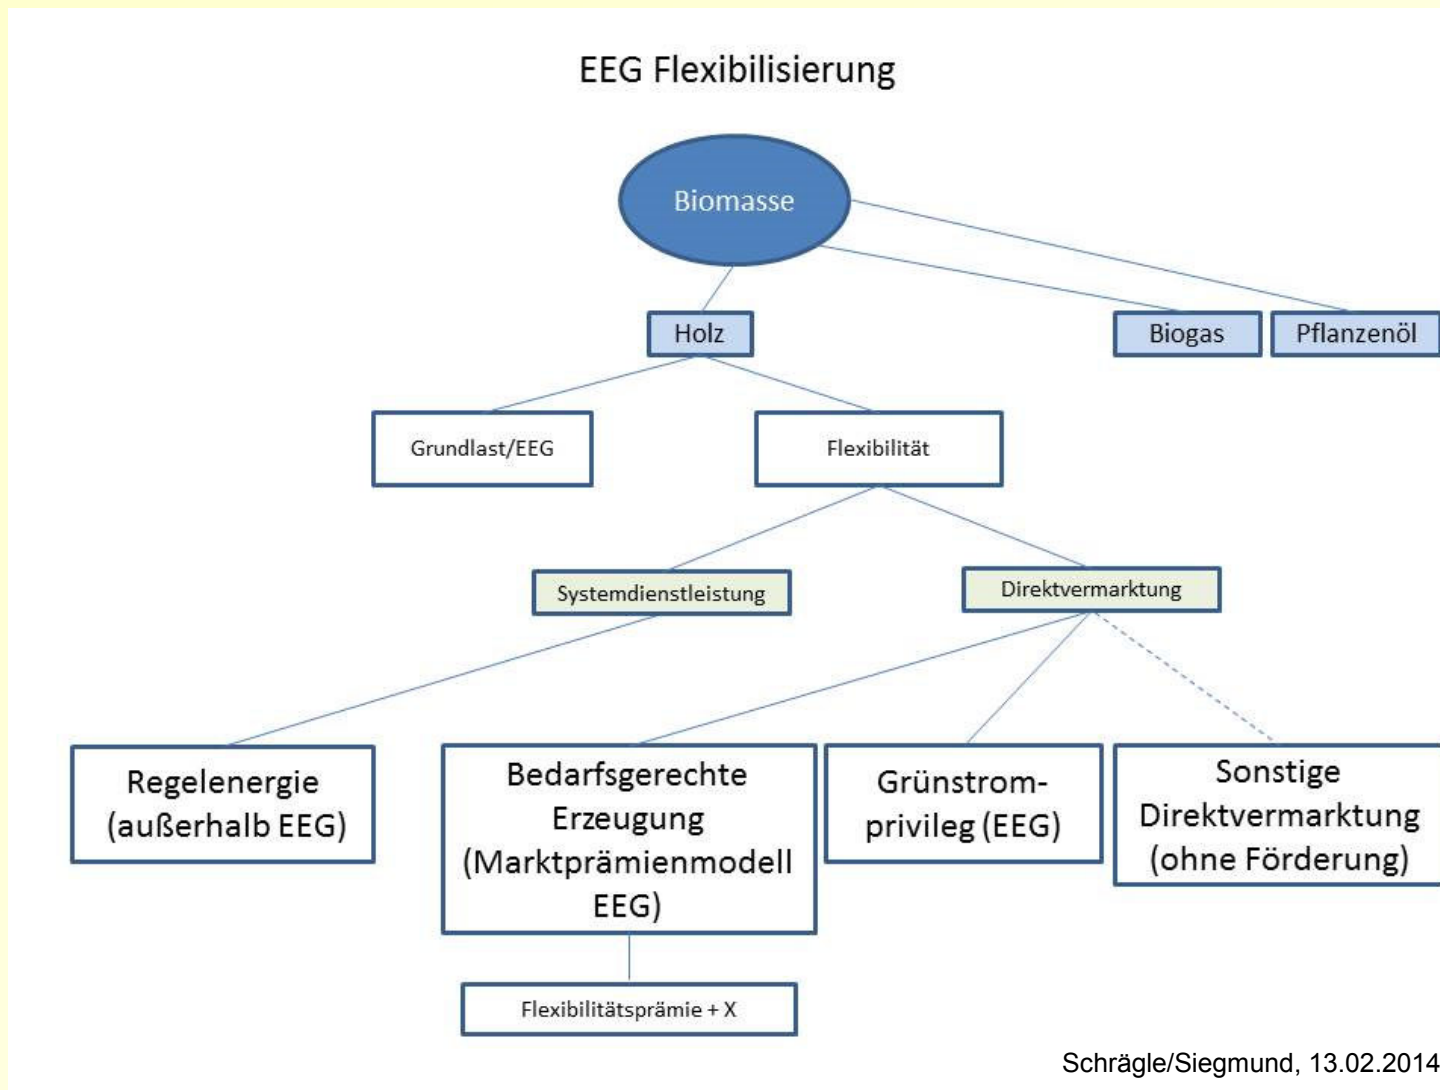 EEG Flexibilisierung
Biomasse
Holz
Biogas
Pflanzenöl
Grundlast/EEG
Flexibilität
Systemdienstleistung
Direktvermarktung
Regelenergie
(außerhalb EEG)
Bedarfsgerechte
Erzeugung
(Marktprämienmodell
EEG)
Grünstrom-
privileg (EEG)
Sonstige
Direktvermarktung
(ohne Förderung)
Flexibilitätsprämie + X
Schrägle/Siegmund, 13.02.2014